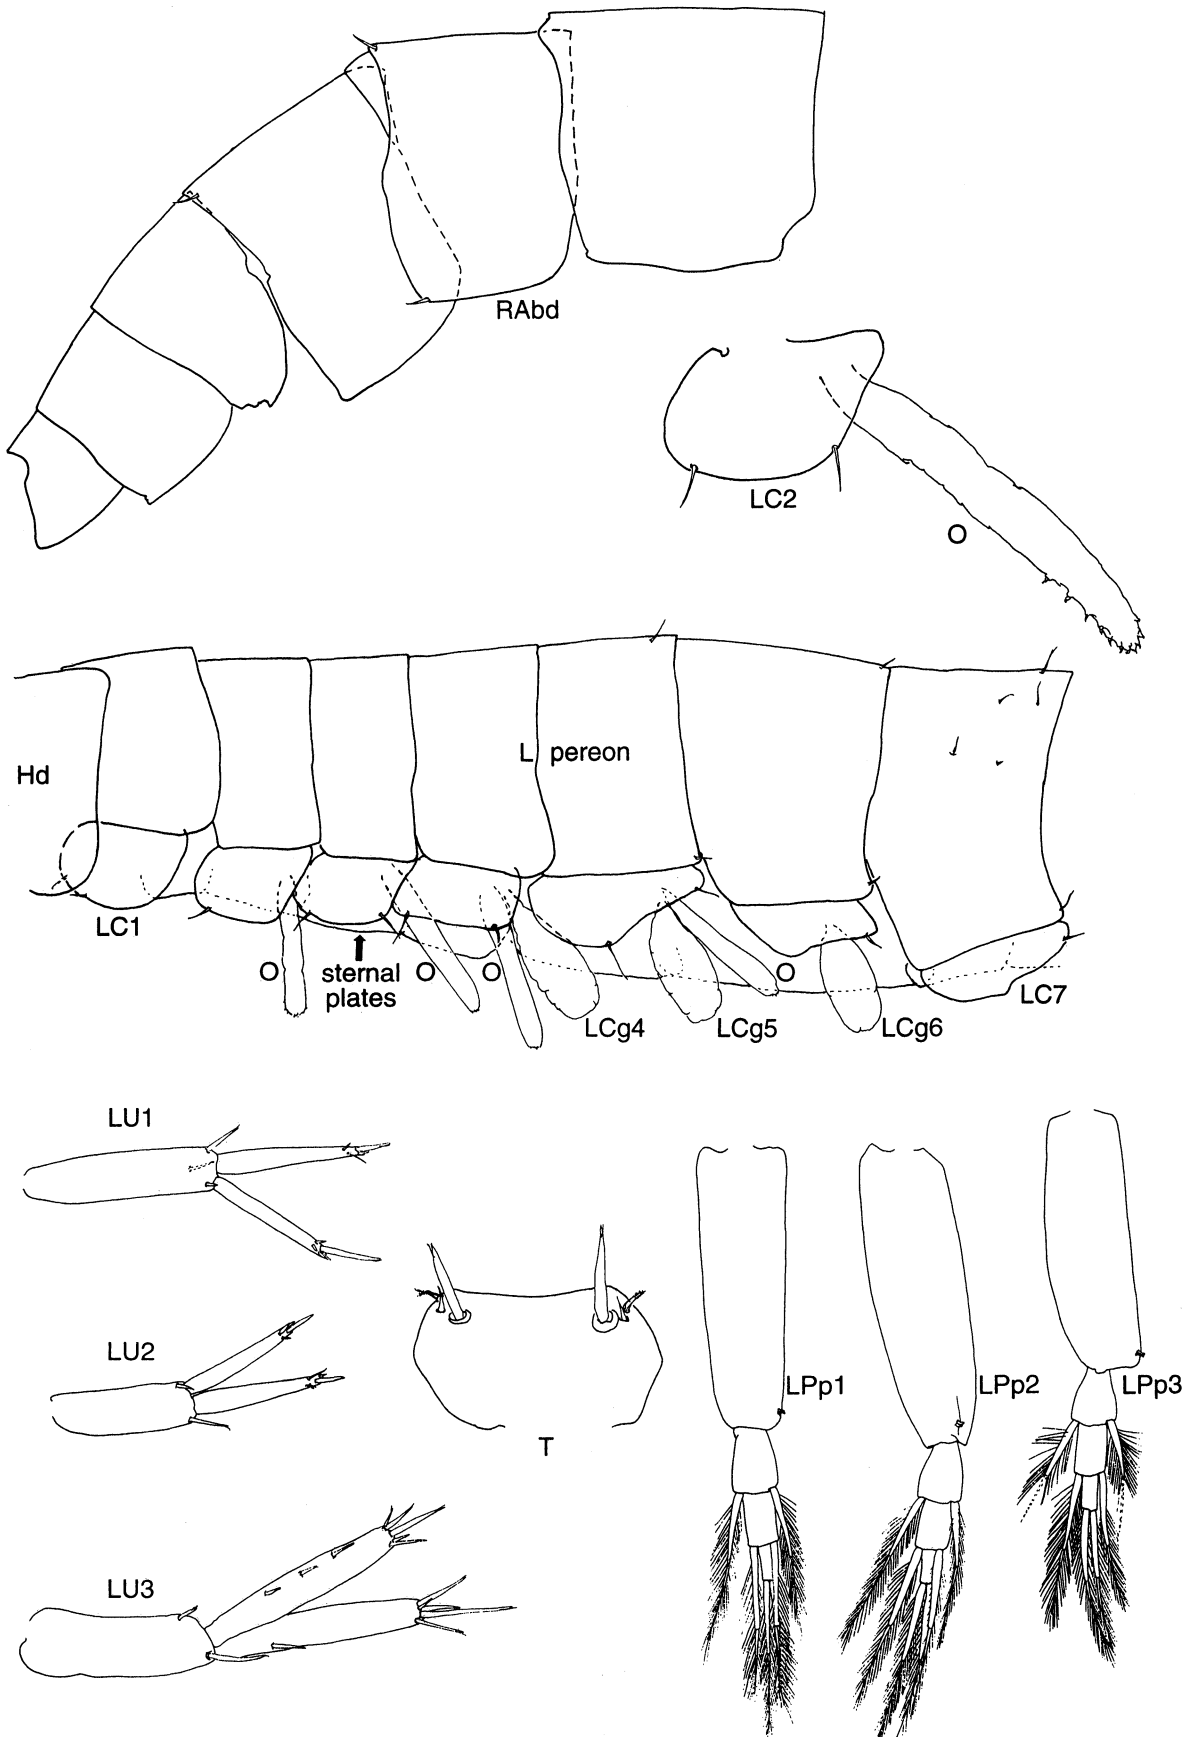 RAbd
LC2
O
L pereon
Hd
LC1
O
sternal
plates
O
O
LCg4
LCg5
O
LCg6
LC7
LU1
LU2
T
LPp1
LPp2
LPp3
LU3